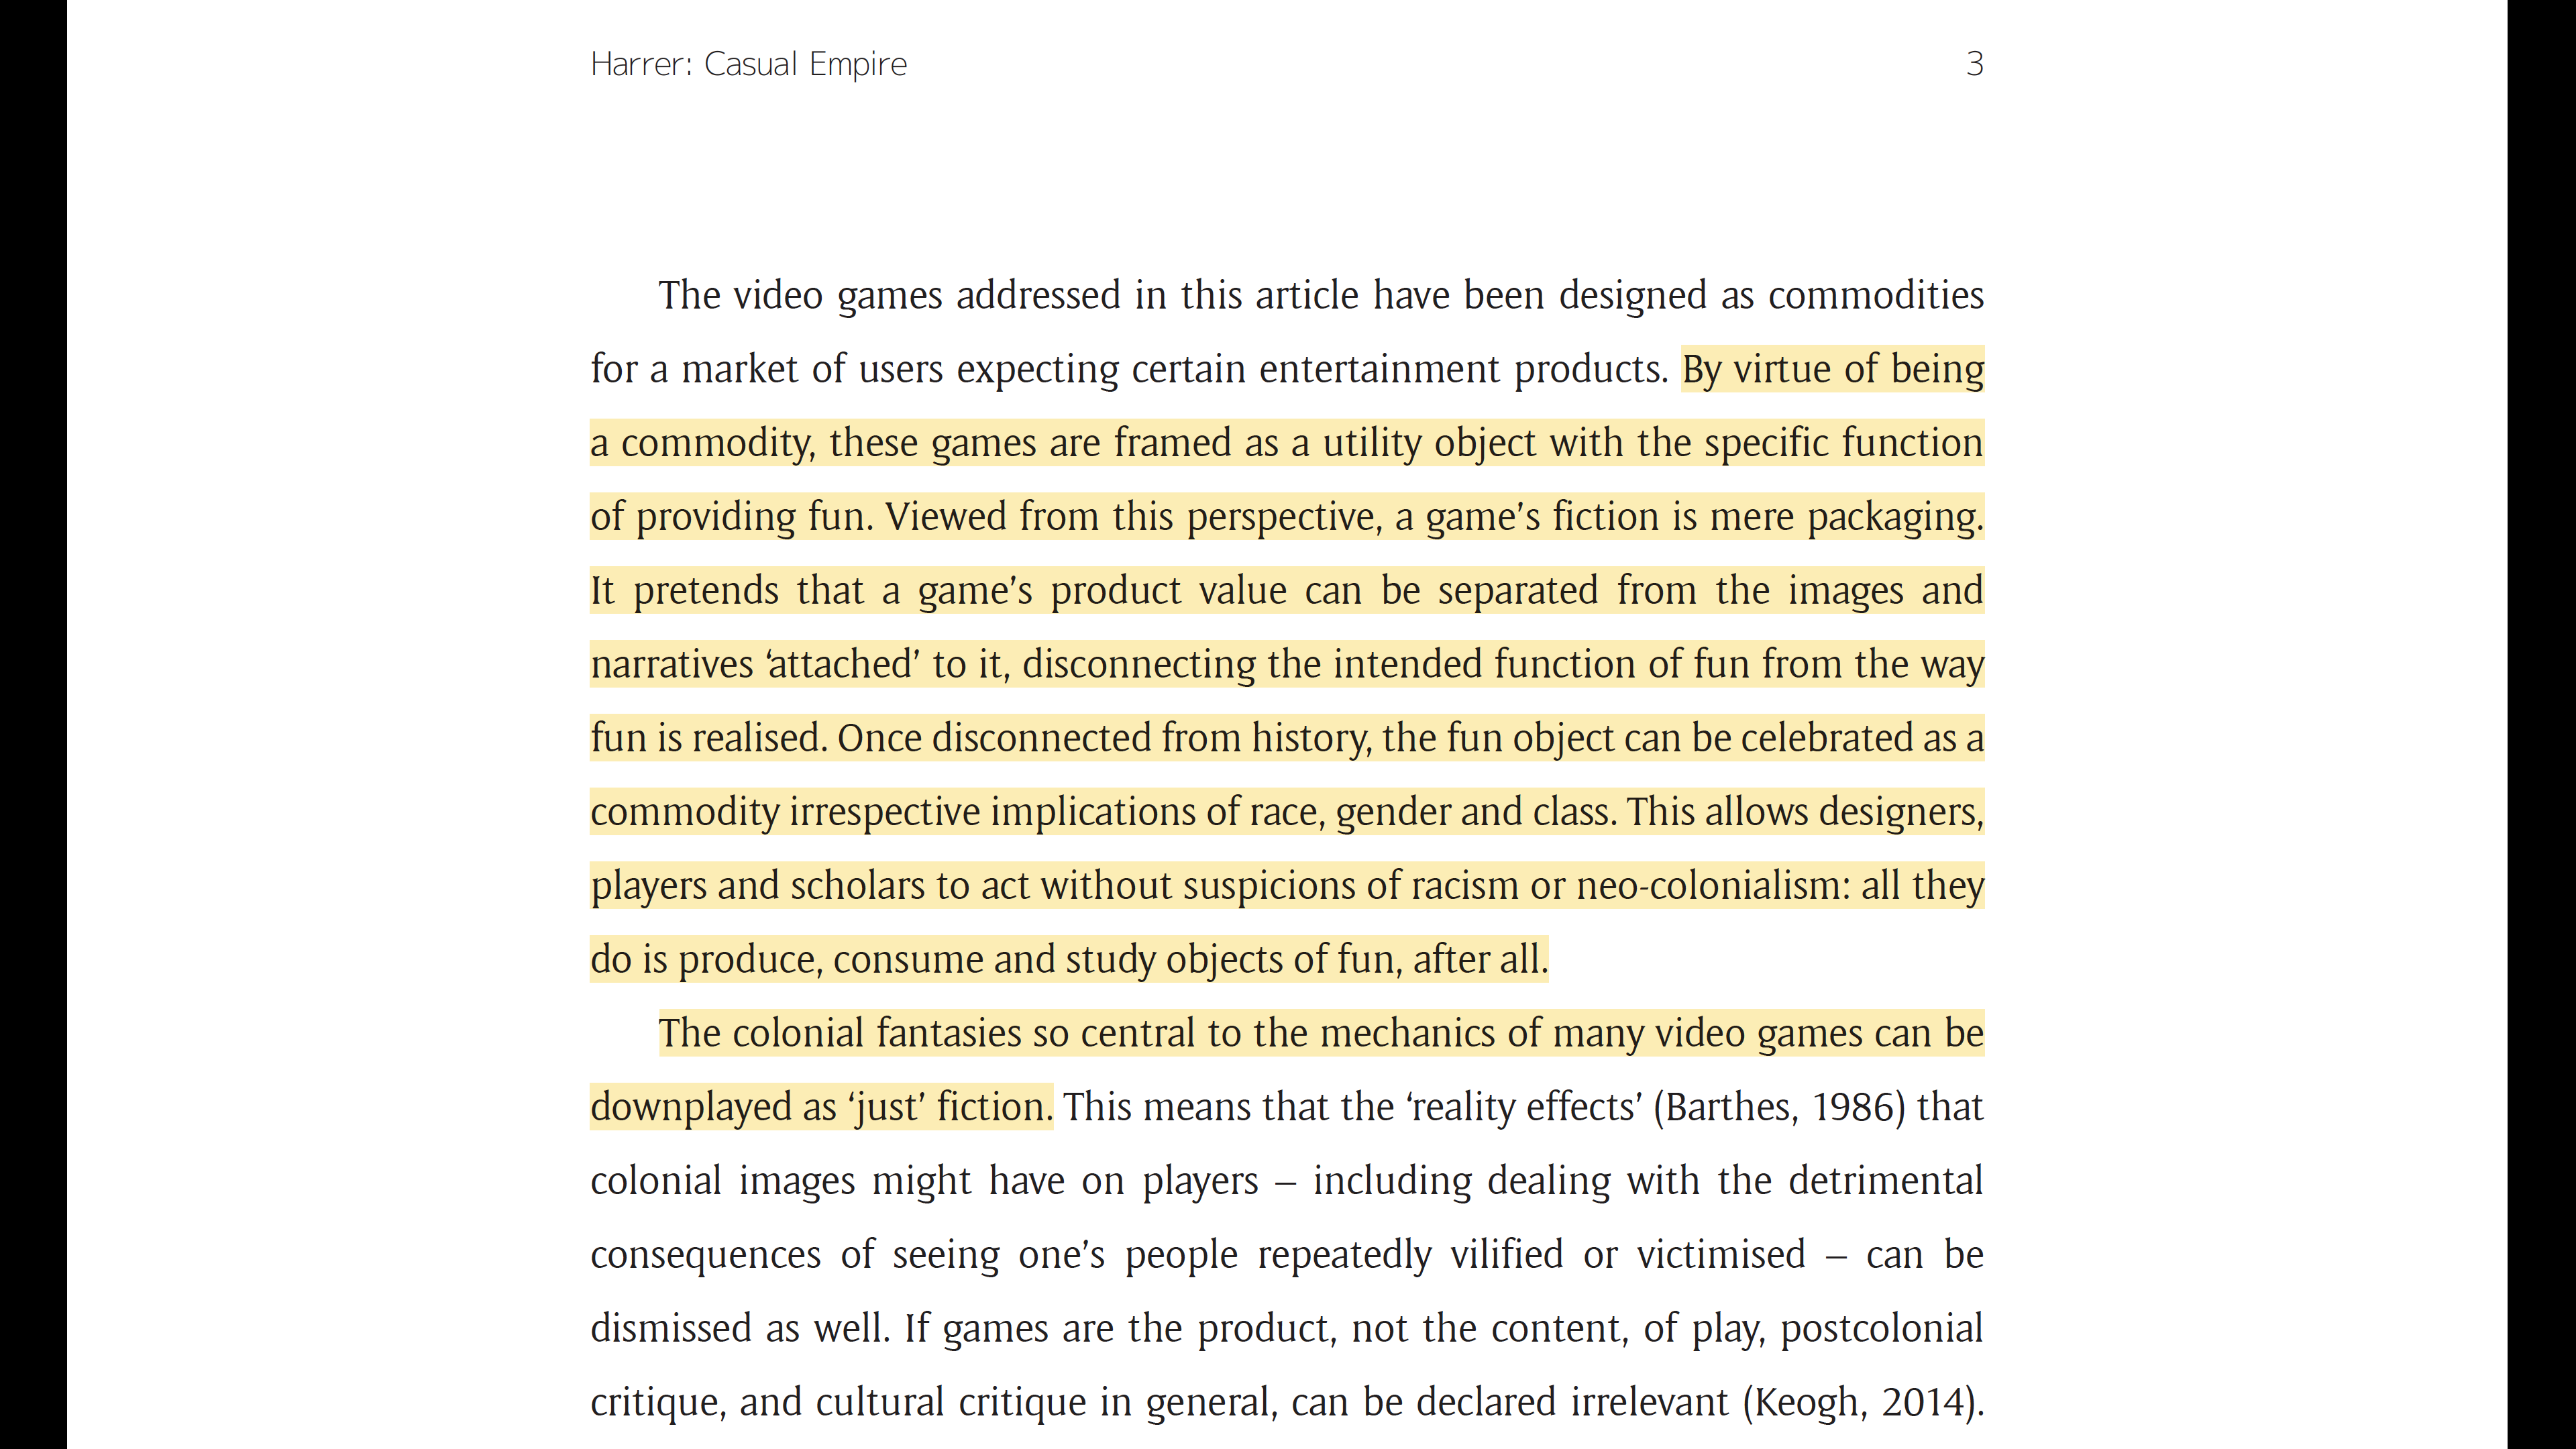 Harrer: Casual Empire 3
The video games addressed in this article have been designed as commodities
for a market of users expecting certain entertainment products. By virtue of being
a commodity, these games are framed as a utility object with the specific function
of providing fun. Viewed from this perspective, a game’s fiction is mere packaging.
It pretends that a game’s product value can be separated from the images and
narratives ‘attached’ to it, disconnecting the intended function of fun from the way
fun is realised. Once disconnected from history, the fun object can be celebrated as a
commodity irrespective implications of race, gender and class. This allows designers,
players and scholars to act without suspicions of racism or neo-colonialism: all they
do is produce, consume and study objects of fun, after all.
The colonial fantasies so central to the mechanics of many video games can be
downplayed as ‘just’ fiction. This means that the ‘reality effects’ (Barthes, 1986) that
colonial images might have on players – including dealing with the detrimental
consequences of seeing one’s people repeatedly vilified or victimised – can be
dismissed as well. If games are the product, not the content, of play, postcolonial
critique, and cultural critique in general, can be declared irrelevant (Keogh, 2014).